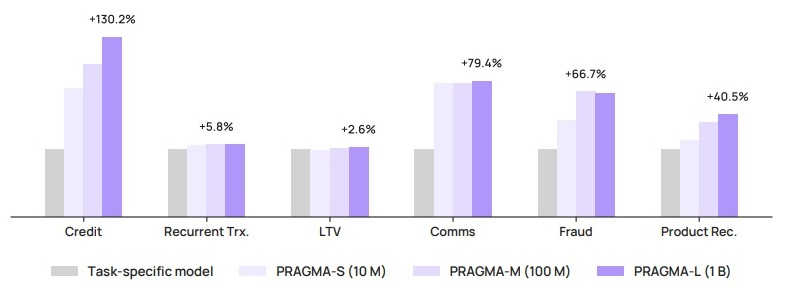 +130.2%
+5.8%
+2.6%
+79.4%
+66.7%
+40.5%
Credit
Recurrent Trx.
LTV
Comms
Fraud
Product Rec.
Task-specific model
PRAGMA-S (10 M)
PRAGMA-M (100 M)
PRAGMA-L (1 B)